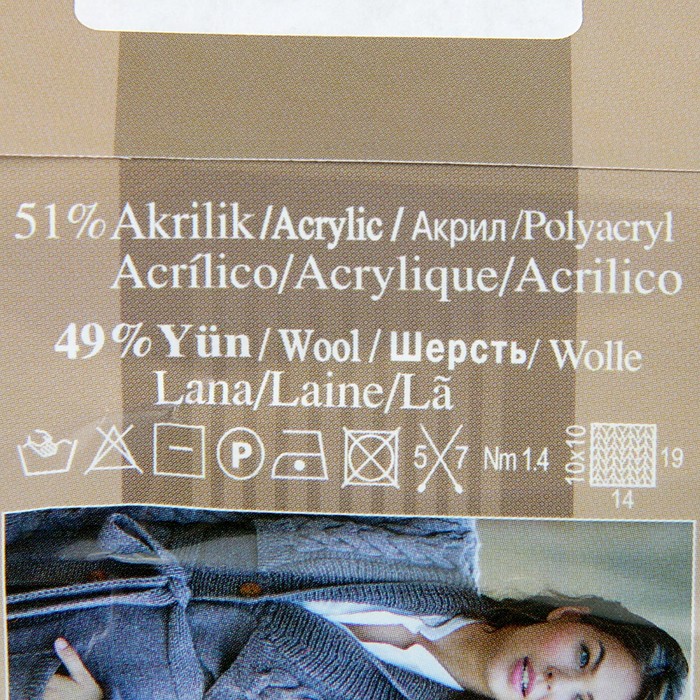 51% Akrilik/Acrylic/Акрил/Polyacryl
Acrílico/Acrylique/Acrilico
49% Yün/Wool/Шерсть/Wolle
Lana/Laine/Lã
P 5 7 Nm 1.4 10x10 19
14